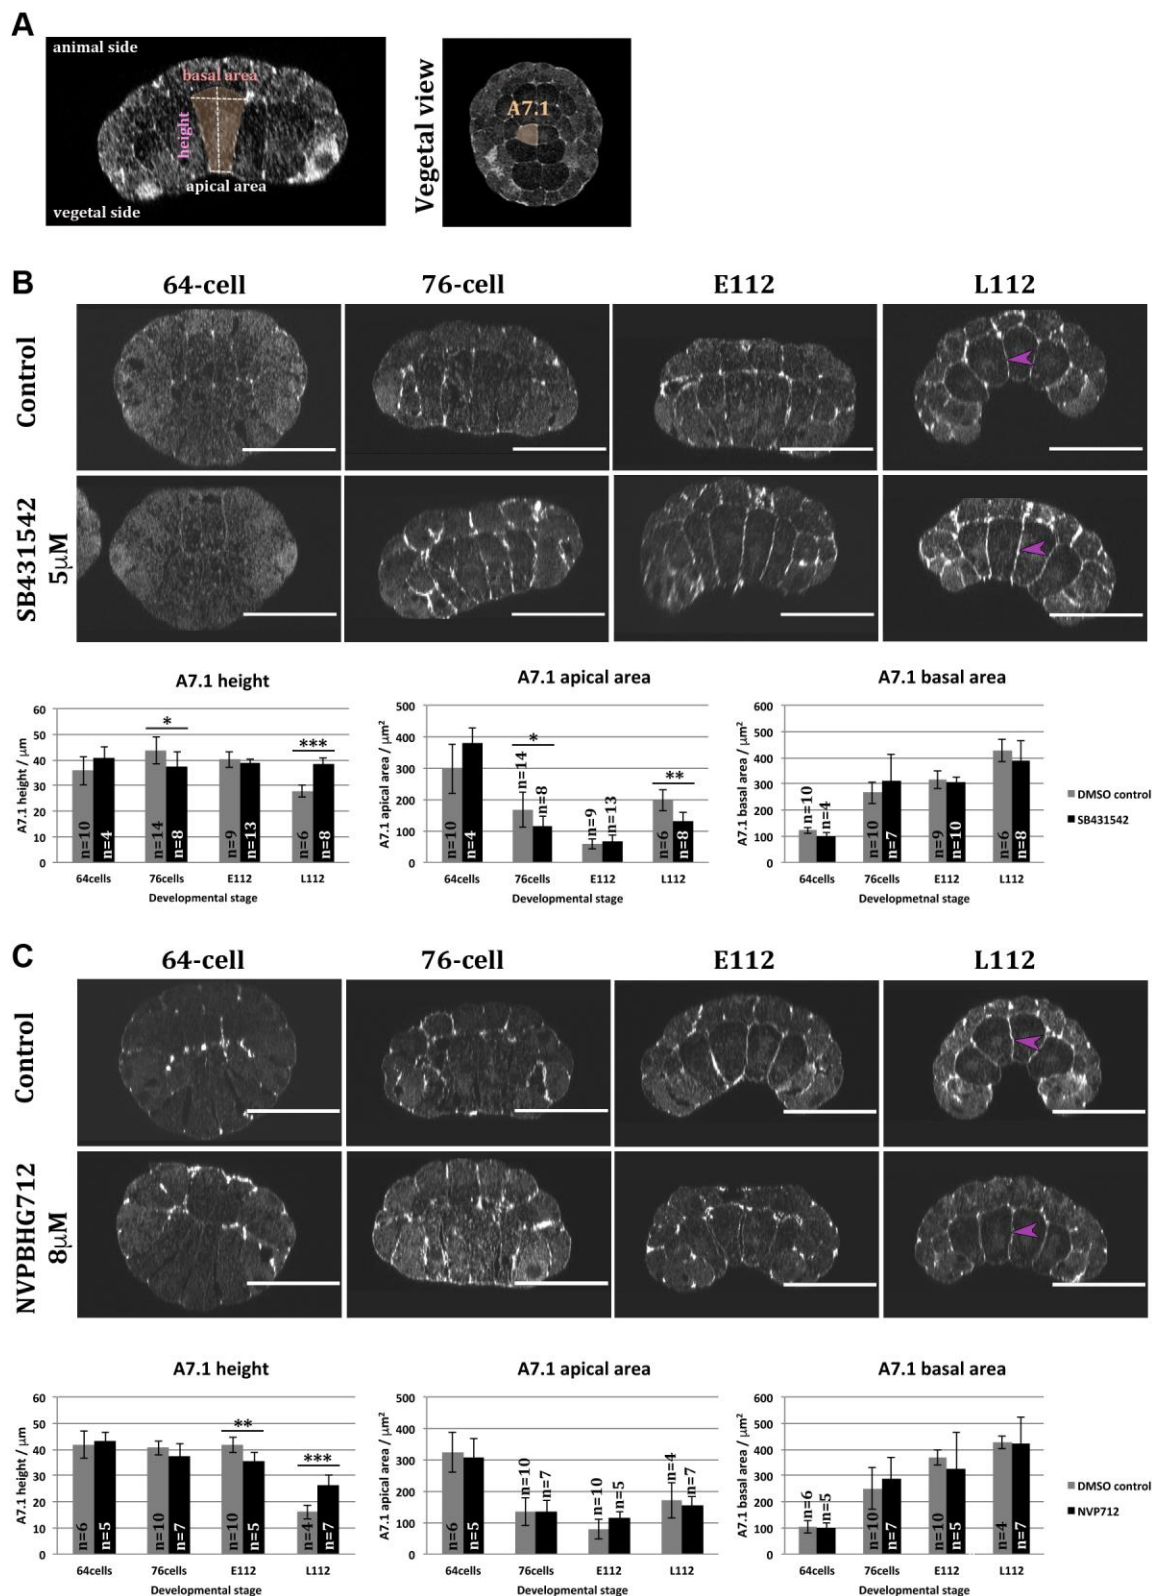 A
animal side
basal area
height
apical area
vegetal side
Vegetal view
A7.1
B
64-cell 76-cell E112 L112
Control
SB431542
5μM
A7.1 height
A7.1 height / μm
60
50
40
30
20
10
0
*
***
n=10 n=4 n=14 n=8 n=9 n=13 n=6 n=8
64cells 76cells E112 L112
Developmental stage
A7.1 apical area
A7.1 apical area / μm²
500
400
300
200
100
0
*
**
n=10 n=4 n=14 n=8 n=9 n=13 n=6 n=8
64cells 76cells E112 L112
Developmental stage
A7.1 basal area
A7.1 basal area / μm²
600
500
400
300
200
100
0
n=10 n=4 n=10 n=7 n=9 n=10 n=6 n=8
64cells 76cells E112 L112
Developmetnal stage
DMSO control
SB431542
C
64-cell 76-cell E112 L112
Control
NVPBHG712
8μM
A7.1 height
A7.1 height / μm
60
50
40
30
20
10
0
**
***
n=6 n=5 n=10 n=7 n=10 n=5 n=4 n=7
64cells 76cells E112 L112
Developmental stage
A7.1 apical area
A7.1 apical area / μm²
500
400
300
200
100
0
n=6 n=5 n=10 n=7 n=10 n=5 n=4 n=7
64cells 76cells E112 L112
Developmental stage
A7.1 basal area
A7.1 basal area / μm²
600
500
400
300
200
100
0
n=6 n=5 n=10 n=7 n=10 n=5 n=4 n=7
64cells 76cells E112 L112
Developmental stage
DMSO control
NVP712